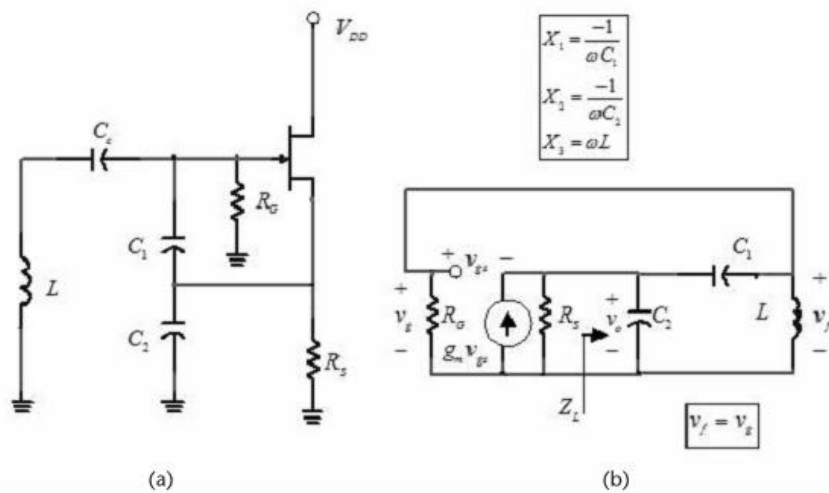 V_DD
C_c
R_G
C_1
L
C_2
R_S
(a)
X_1 = -1/ωC_1
X_2 = -1/ωC_2
X_3 = ωL
C_1
+ v_gs −
+ v_g −
R_G
g_m v_gs
R_S
+ v_o −
C_2
L
+ v_f −
Z_L
v_f = v_g
(b)